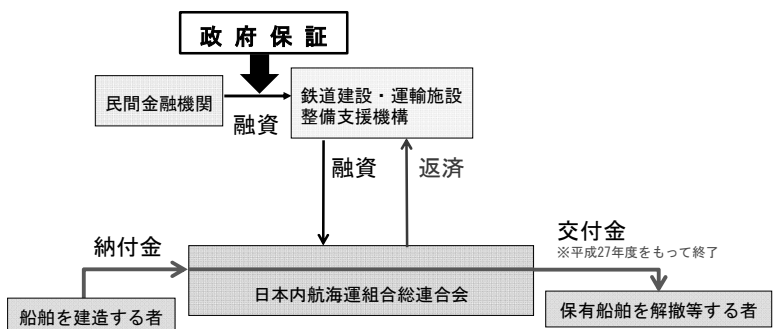 政府保証
民間金融機関
融資
鉄道建設・運輸施設
整備支援機構
融資
返済
納付金
交付金
※平成27年度をもって終了
日本内航海運組合総連合会
船舶を建造する者
保有船舶を解撤等する者